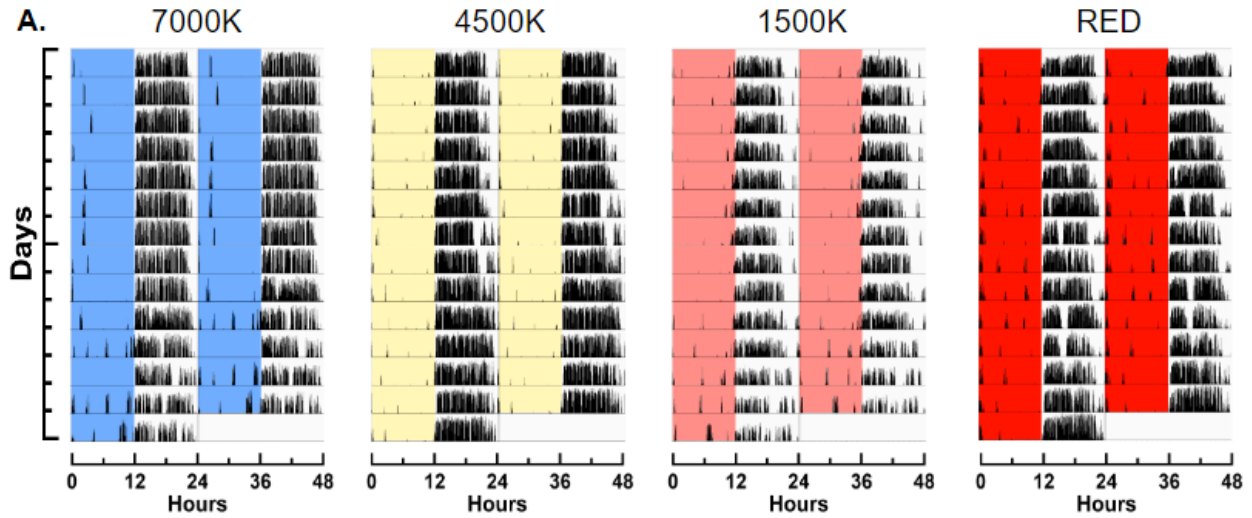 A.
7000K 4500K 1500K RED
Days
0 12 24 36 48 0 12 24 36 48 0 12 24 36 48 0 12 24 36 48
Hours Hours Hours Hours